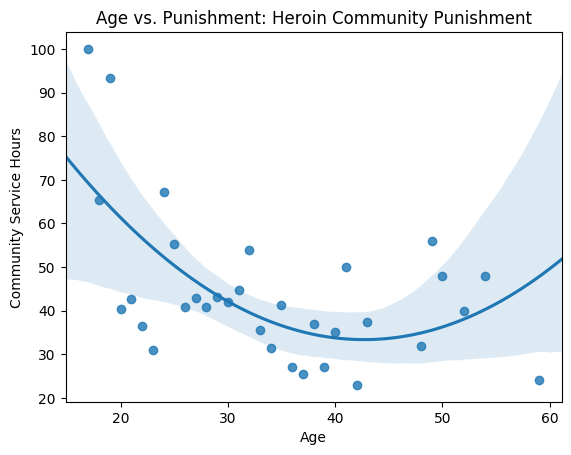 Age vs. Punishment: Heroin Community Punishment
100
90
80
70
60
50
40
30
20
Community Service Hours
20 30 40 50 60
Age